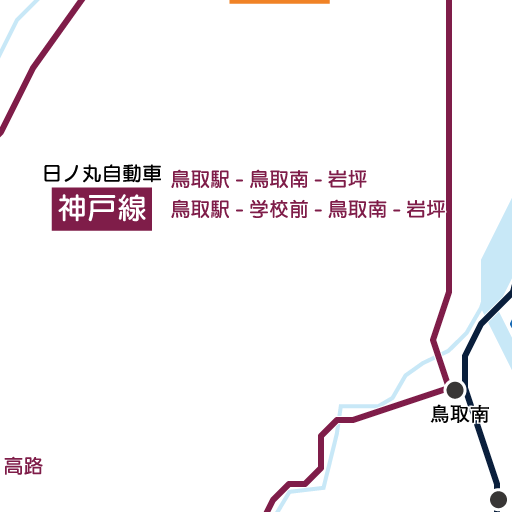 日ノ丸自動車
神戸線
鳥取駅 - 鳥取南 - 岩坪
鳥取駅 - 学校前 - 鳥取南 - 岩坪
鳥取南
高路